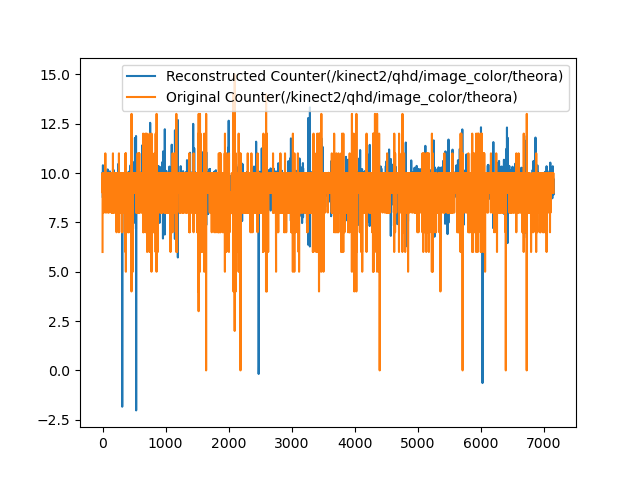 Reconstructed Counter(/kinect2/qhd/image_color/theora)
Original Counter(/kinect2/qhd/image_color/theora)
15.0
12.5
10.0
7.5
5.0
2.5
0.0
−2.5
0 1000 2000 3000 4000 5000 6000 7000